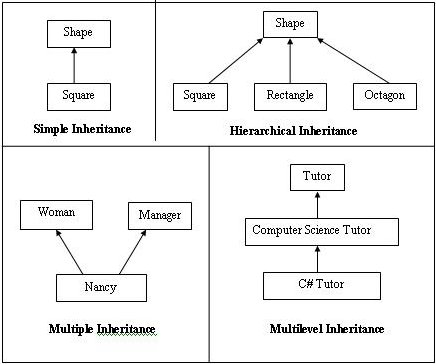 Shape
Square
Simple Inheritance
Shape
Square Rectangle Octagon
Hierarchical Inheritance
Woman Manager
Nancy
Multiple Inheritance
Tutor
Computer Science Tutor
C# Tutor
Multilevel Inheritance